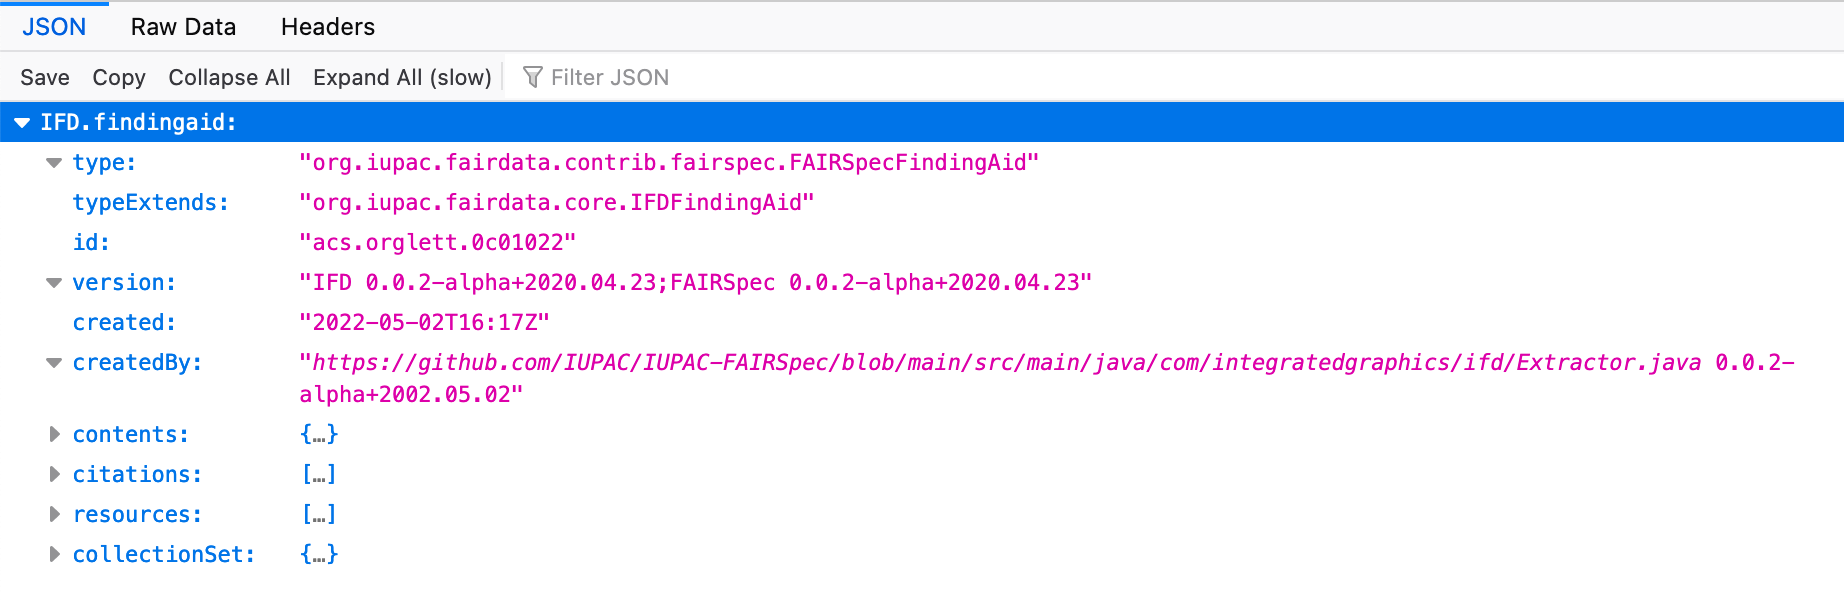 JSON Raw Data Headers
Save Copy Collapse All Expand All (slow) Filter JSON
IFD.findingaid:
type: "org.iupac.fairdata.contrib.fairspec.FAIRSpecFindingAid"
typeExtends: "org.iupac.fairdata.core.IFDFindingAid"
id: "acs.orglett.0c01022"
version: "IFD 0.0.2-alpha+2020.04.23;FAIRSpec 0.0.2-alpha+2020.04.23"
created: "2022-05-02T16:17Z"
createdBy: "https://github.com/IUPAC/IUPAC-FAIRSpec/blob/main/src/main/java/com/integratedgraphics/ifd/Extractor.java 0.0.2-
alpha+2002.05.02"
contents: {…}
citations: […]
resources: […]
collectionSet: {…}